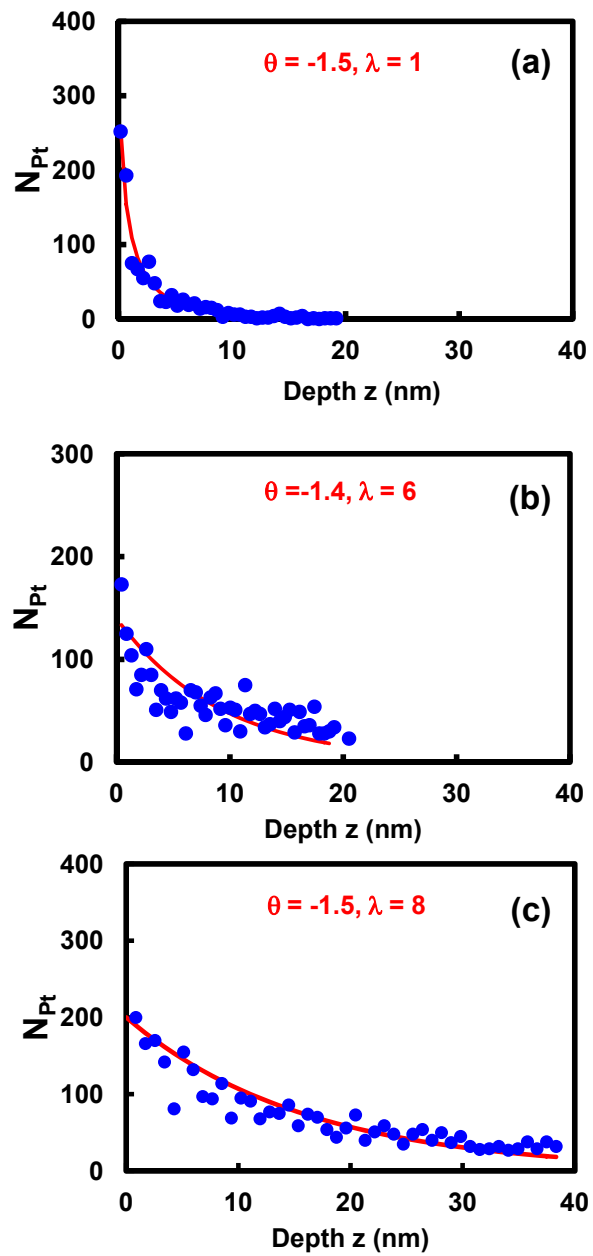 400
θ = -1.5, λ = 1
(a)
300
N_Pt
200
100
0
0 10 20 30 40
Depth z (nm)
300
θ =-1.4, λ = 6
(b)
200
N_Pt
100
0
0 10 20 30 40
Depth z (nm)
400
θ = -1.5, λ = 8
(c)
300
N_Pt
200
100
0
0 10 20 30 40
Depth z (nm)